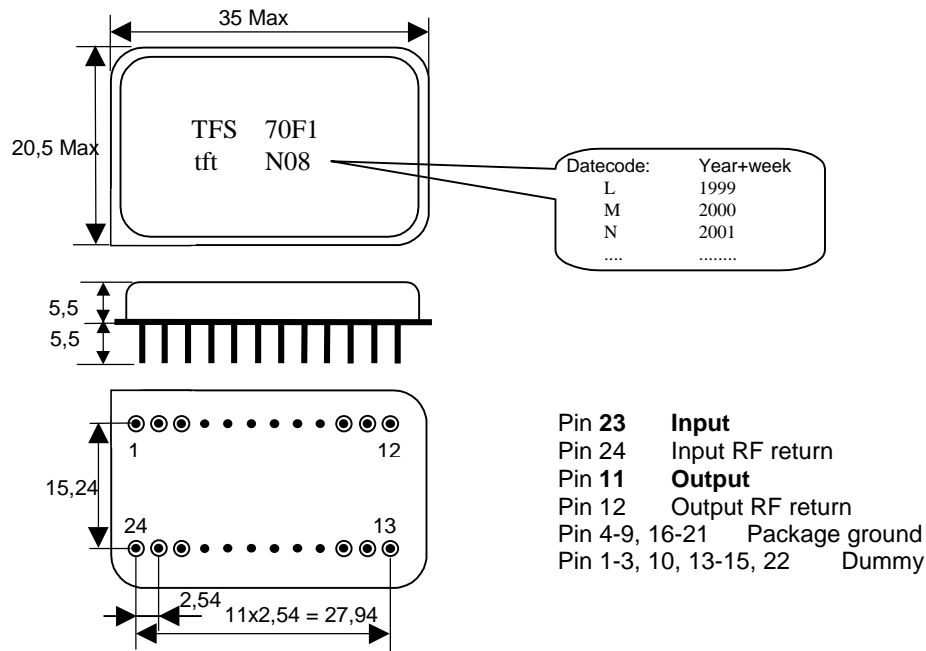 35 Max
20,5 Max
TFS 70F1
tft N08
Datecode: Year+week
L 1999
M 2000
N 2001
.... ........
5,5
5,5
1 12
15,24
24 13
2,54
11x2,54 = 27,94
Pin 23 Input
Pin 24 Input RF return
Pin 11 Output
Pin 12 Output RF return
Pin 4-9, 16-21 Package ground
Pin 1-3, 10, 13-15, 22 Dummy